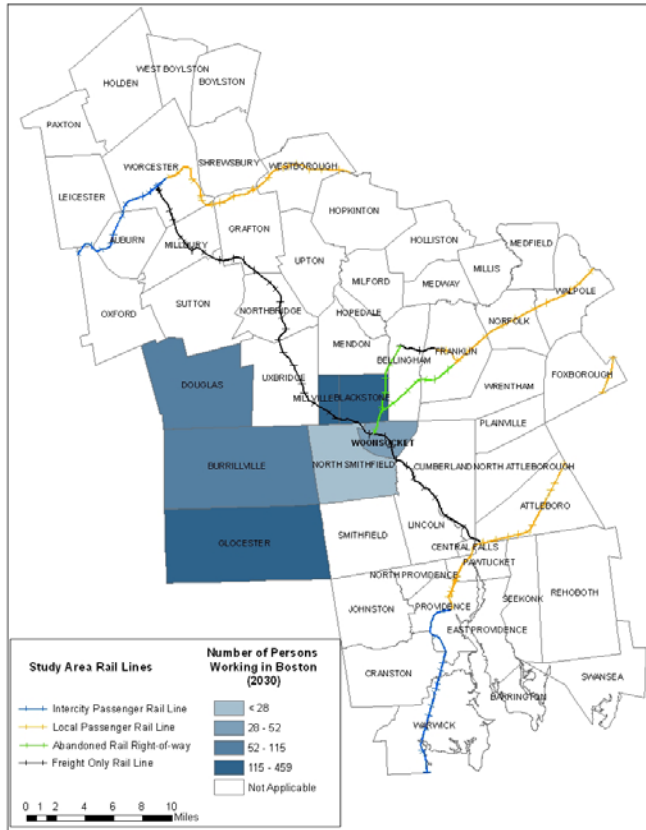 WEST BOYLSTON
HOLDEN
BOYLSTON
PAXTON
WORCESTER
SHREWSBURY
WESTBOROUGH
LEICESTER
HOPKINTON
AUBURN
MILLBURY
GRAFTON
HOLLISTON
MEDFIELD
UPTON
MILLIS
MILFORD
MEDWAY
WALPOLE
OXFORD
SUTTON
NORTHBRIDGE
HOPEDALE
NORFOLK
MENDON
BELLINGHAM
FRANKLIN
UXBRIDGE
FOXBOROUGH
DOUGLAS
WRENTHAM
MILLVILLE
BLACKSTONE
PLAINVILLE
WOONSOCKET
BURRILLVILLE
NORTH SMITHFIELD
CUMBERLAND
NORTH ATTLEBOROUGH
ATTLEBORO
GLOCESTER
SMITHFIELD
LINCOLN
CENTRAL FALLS
PAWTUCKET
NORTH PROVIDENCE
REHOBOTH
SEEKONK
JOHNSTON
PROVIDENCE
EAST PROVIDENCE
CRANSTON
SWANSEA
BARRINGTON
WARWICK
Study Area Rail Lines
Intercity Passenger Rail Line
Local Passenger Rail Line
Abandoned Rail Right-of-way
Freight Only Rail Line
Number of Persons
Working in Boston
(2030)
< 28
28 - 52
52 - 115
115 - 459
Not Applicable
0 1 2 4 6 8 10
Miles